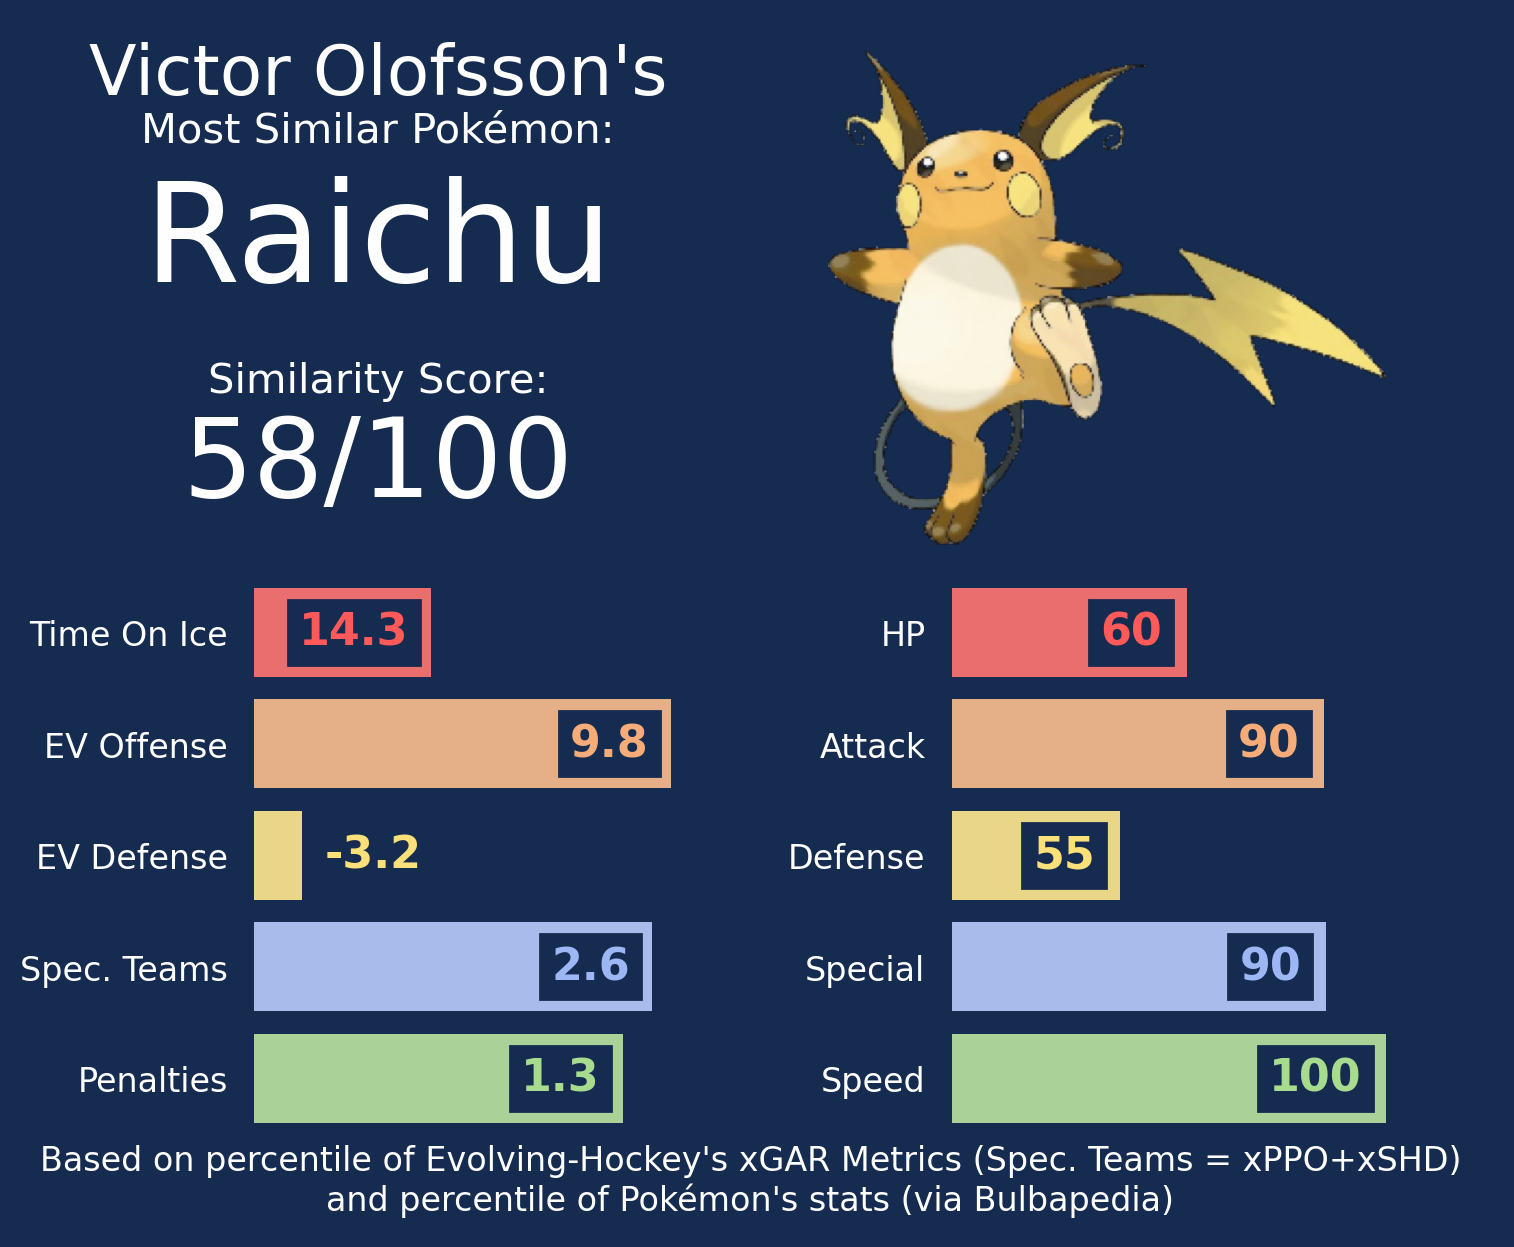 Victor Olofsson's
Most Similar Pokémon:
Raichu
Similarity Score:
58/100
Time On Ice 14.3
EV Offense 9.8
EV Defense -3.2
Spec. Teams 2.6
Penalties 1.3
HP 60
Attack 90
Defense 55
Special 90
Speed 100
Based on percentile of Evolving-Hockey's xGAR Metrics (Spec. Teams = xPPO+xSHD)
and percentile of Pokémon's stats (via Bulbapedia)